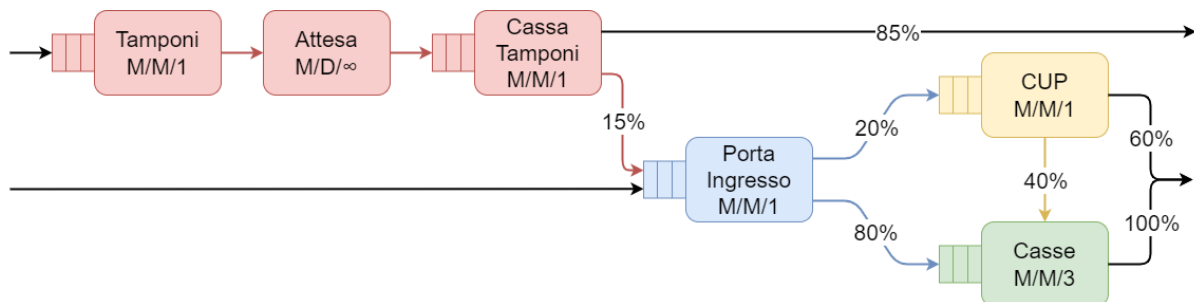 Tamponi
M/M/1
Attesa
M/D/∞
Cassa
Tamponi
M/M/1
85%
15%
Porta
Ingresso
M/M/1
20%
80%
CUP
M/M/1
60%
40%
100%
Casse
M/M/3